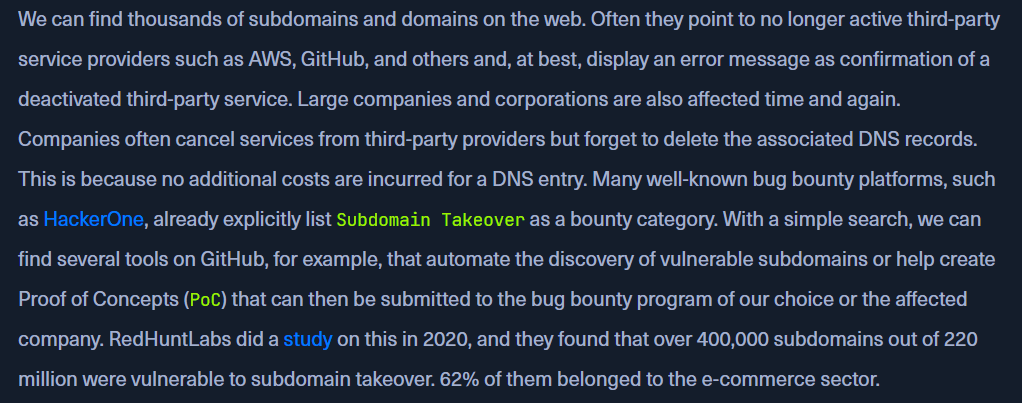 We can find thousands of subdomains and domains on the web. Often they point to no longer active third-party
service providers such as AWS, GitHub, and others and, at best, display an error message as confirmation of a
deactivated third-party service. Large companies and corporations are also affected time and again.
Companies often cancel services from third-party providers but forget to delete the associated DNS records.
This is because no additional costs are incurred for a DNS entry. Many well-known bug bounty platforms, such
as HackerOne, already explicitly list Subdomain Takeover as a bounty category. With a simple search, we can
find several tools on GitHub, for example, that automate the discovery of vulnerable subdomains or help create
Proof of Concepts (PoC) that can then be submitted to the bug bounty program of our choice or the affected
company. RedHuntLabs did a study on this in 2020, and they found that over 400,000 subdomains out of 220
million were vulnerable to subdomain takeover. 62% of them belonged to the e-commerce sector.